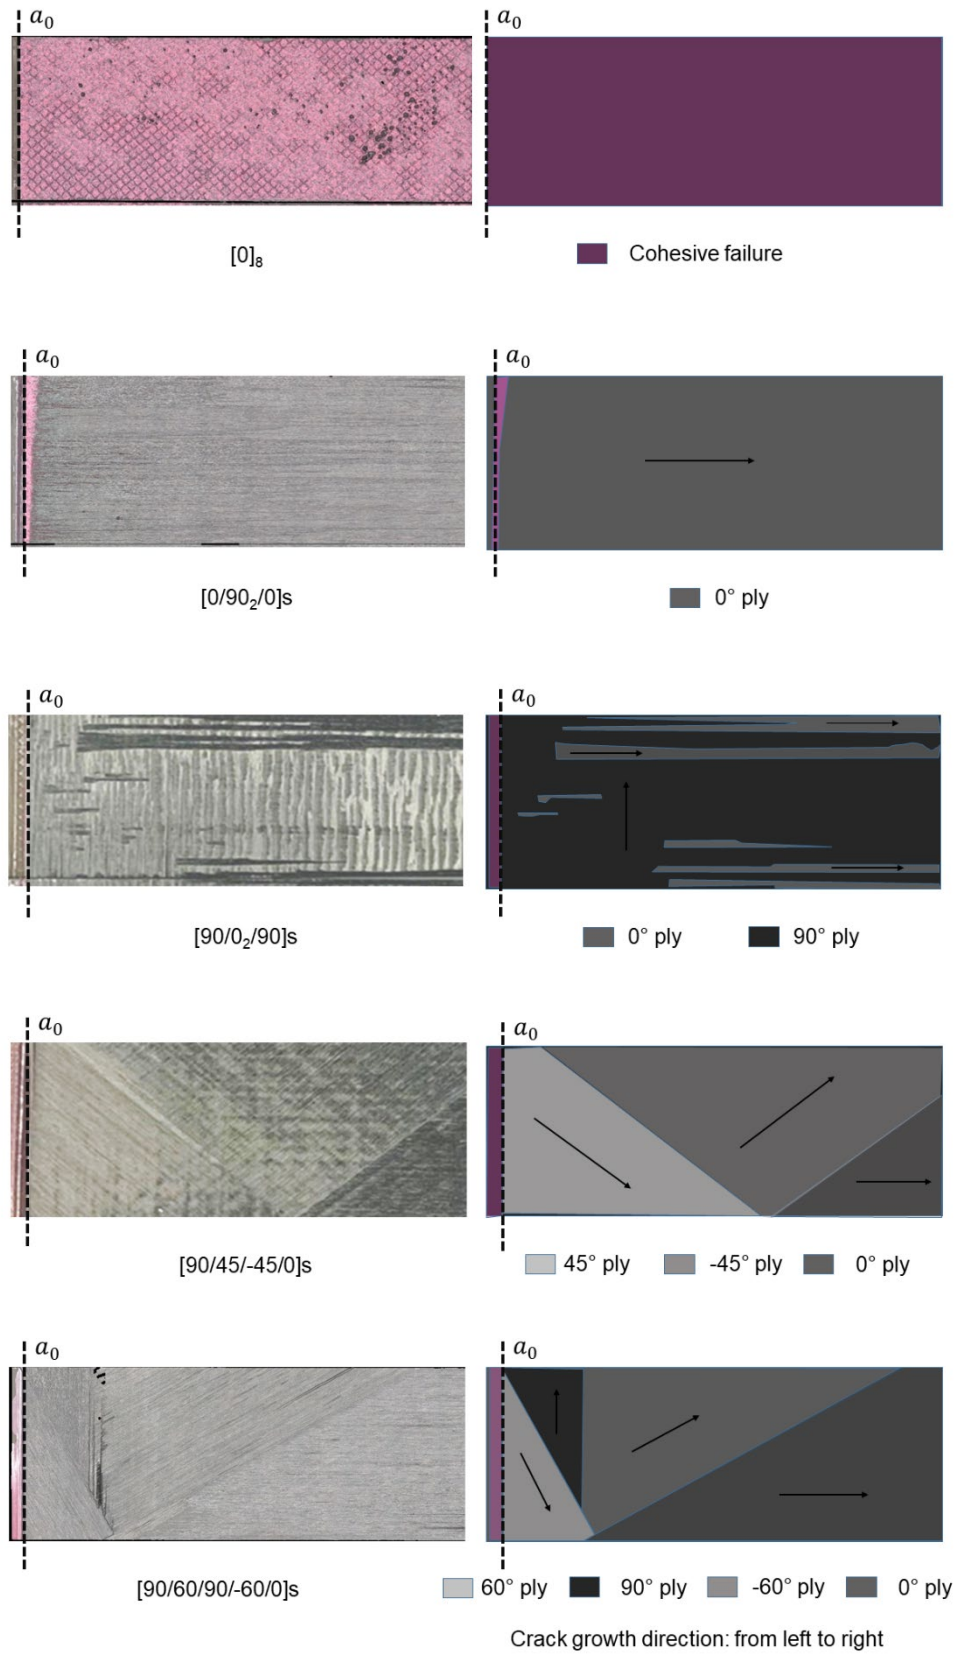 a₀ a₀
[0]₈ Cohesive failure
a₀ a₀
[0/90₂/0]s 0° ply
a₀ a₀
[90/0₂/90]s 0° ply 90° ply
a₀ a₀
[90/45/-45/0]s 45° ply -45° ply 0° ply
a₀ a₀
[90/60/90/-60/0]s 60° ply 90° ply -60° ply 0° ply
Crack growth direction: from left to right